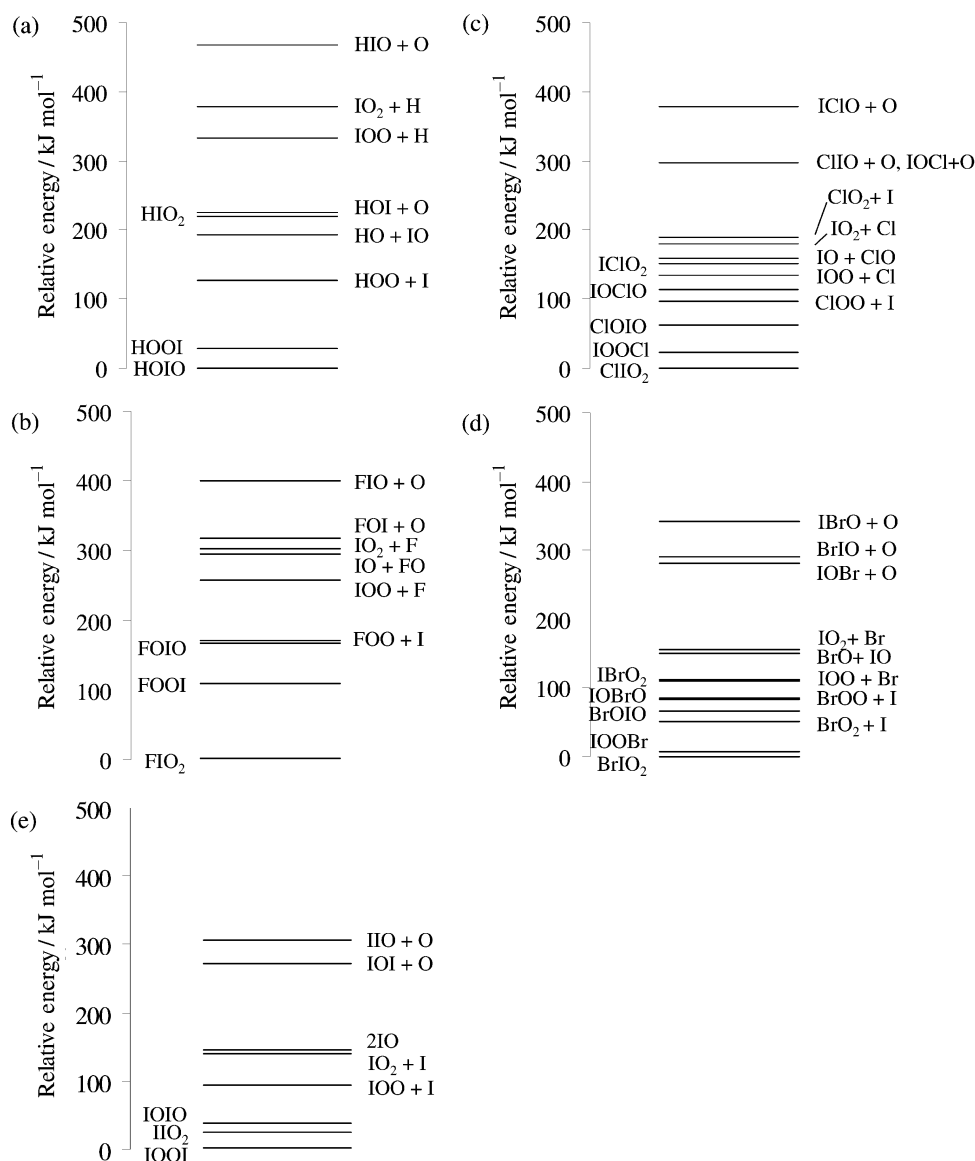 (a)
Relative energy / kJ mol⁻¹
500
400
300
200
100
0
HIO + O
IO₂ + H
IOO + H
HOI + O
HIO₂
HO + IO
HOO + I
HOOI
HOIO
(b)
Relative energy / kJ mol⁻¹
500
400
300
200
100
0
FIO + O
FOI + O
IO₂ + F
IO + FO
IOO + F
FOO + I
FOIO
FOOI
FIO₂
(c)
Relative energy / kJ mol⁻¹
500
400
300
200
100
0
IClO + O
ClIO + O, IOCl+O
ClO₂+ I
IO₂+ Cl
IO + ClO
IClO₂
IOO + Cl
IOClO
ClOO + I
ClOIO
IOOCl
ClIO₂
(d)
Relative energy / kJ mol⁻¹
500
400
300
200
100
0
IBrO + O
BrIO + O
IOBr + O
IO₂+ Br
BrO+ IO
IBrO₂
IOO + Br
IOBrO
BrOO + I
BrOIO
BrO₂ + I
IOOBr
BrIO₂
(e)
Relative energy / kJ mol⁻¹
500
400
300
200
100
0
IIO + O
IOI + O
2IO
IO₂ + I
IOO + I
IOIO
IIO₂
IOOI